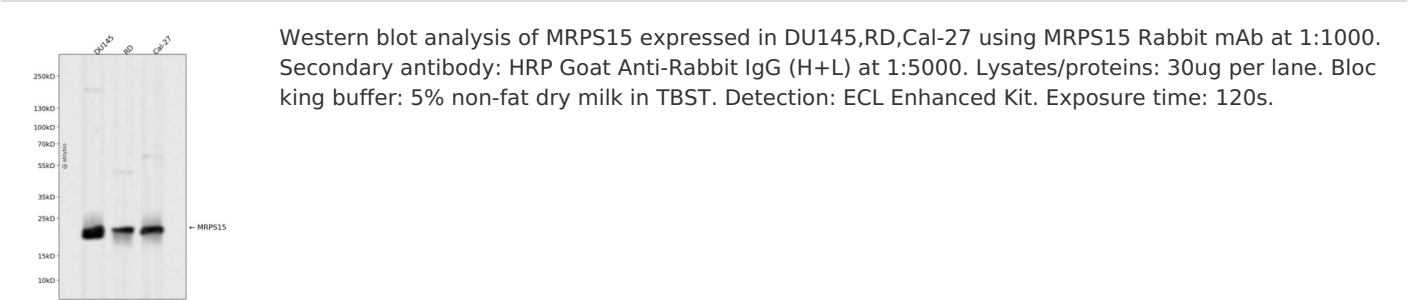 DU145 RD Cal-27
250kD
130kD
100kD
70kD
55kD
35kD
25kD
15kD
10kD
@ abybio
← MRPS15
Western blot analysis of MRPS15 expressed in DU145,RD,Cal-27 using MRPS15 Rabbit mAb at 1:1000.
Secondary antibody: HRP Goat Anti-Rabbit IgG (H+L) at 1:5000. Lysates/proteins: 30ug per lane. Bloc
king buffer: 5% non-fat dry milk in TBST. Detection: ECL Enhanced Kit. Exposure time: 120s.